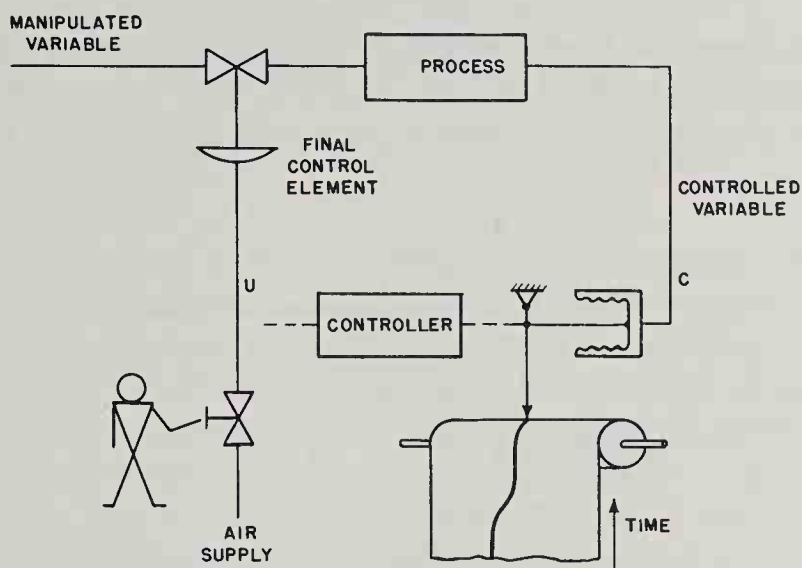 MANIPULATED
VARIABLE
PROCESS
FINAL
CONTROL
ELEMENT
CONTROLLED
VARIABLE
U
C
CONTROLLER
AIR
SUPPLY
TIME